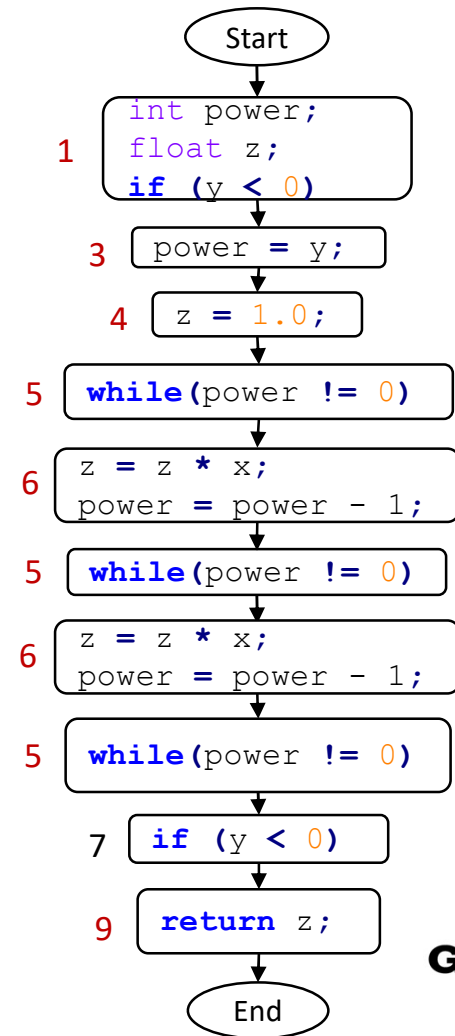 Start
1
int power;
float z;
if (y < 0)
3
power = y;
4
z = 1.0;
5
while(power != 0)
6
z = z * x;
power = power - 1;
5
while(power != 0)
6
z = z * x;
power = power - 1;
5
while(power != 0)
7
if (y < 0)
9
return z;
G
End